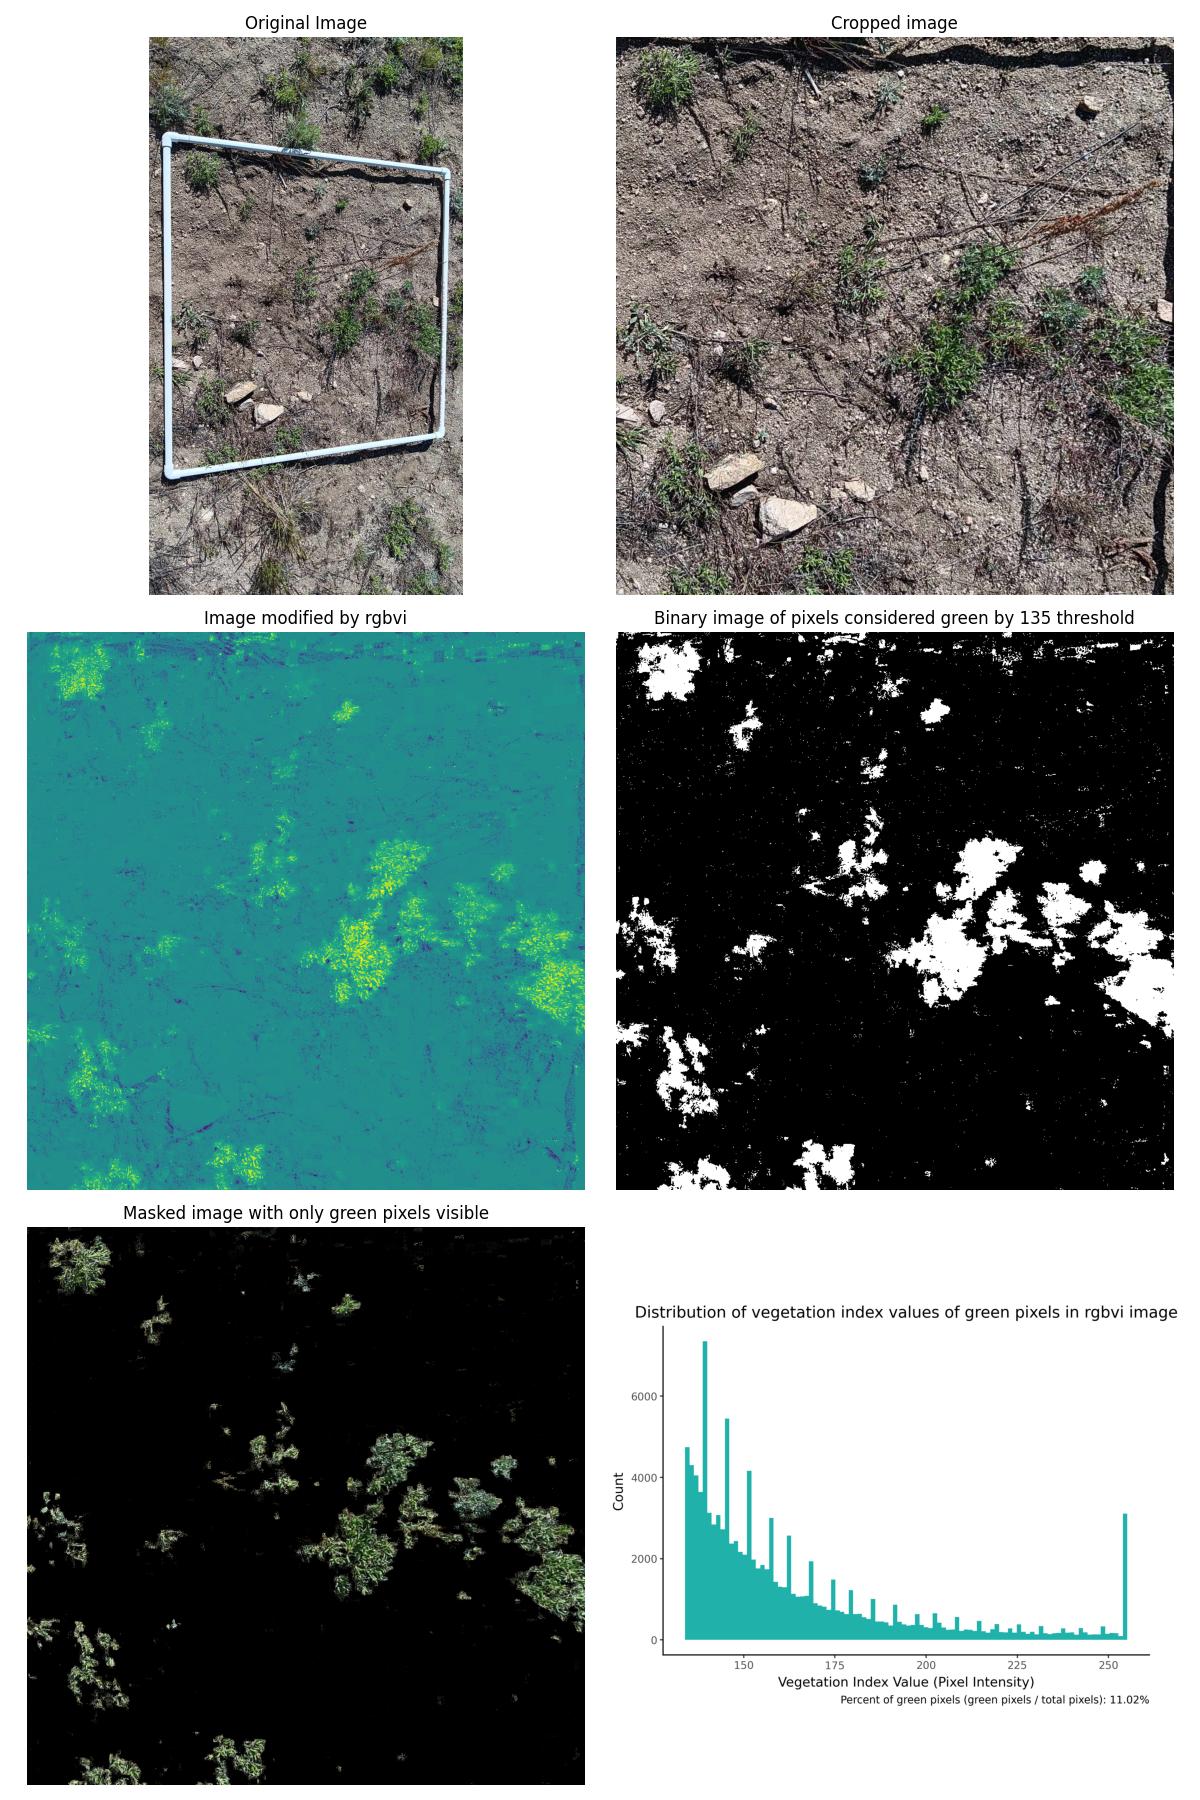 Original Image
Cropped image
Image modified by rgbvi
Binary image of pixels considered green by 135 threshold
Masked image with only green pixels visible
Distribution of vegetation index values of green pixels in rgbvi image
6000
4000
2000
0
Count
150
175
200
225
250
Vegetation Index Value (Pixel Intensity)
Percent of green pixels (green pixels / total pixels): 11.02%